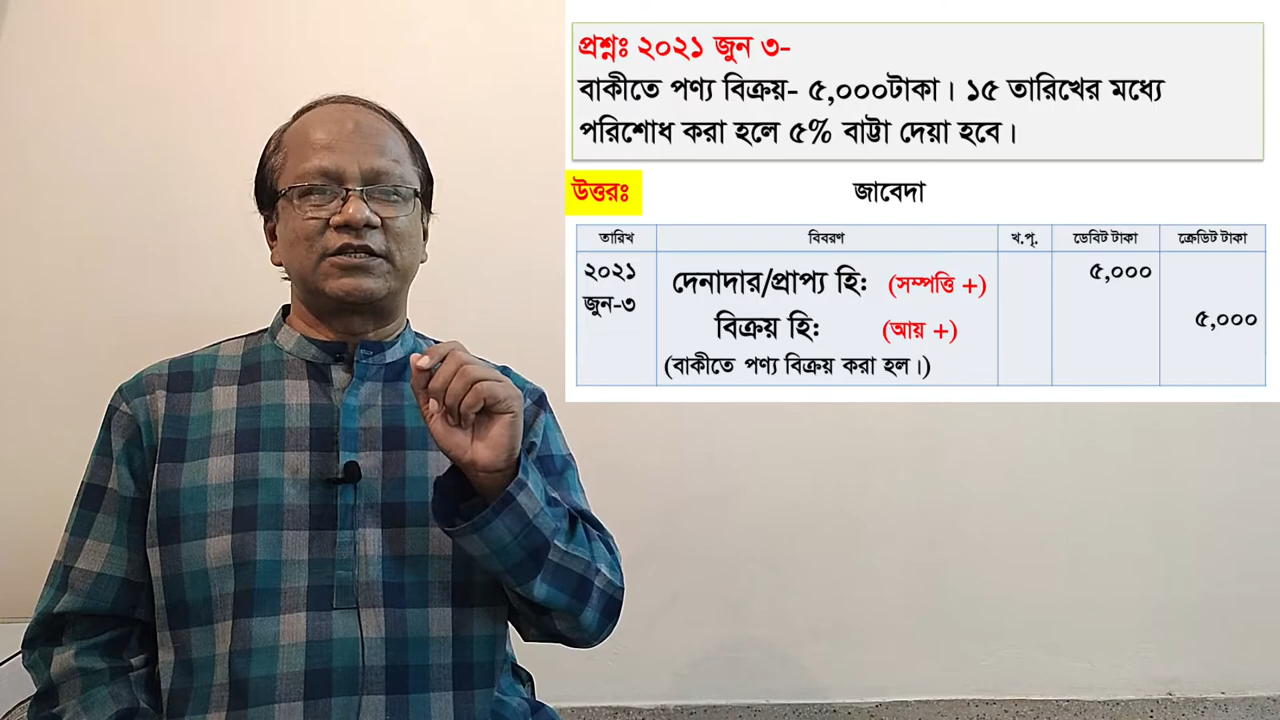 প্রশ্নঃ ২০২১ জুন ৩-
বাকীতে পণ্য বিক্রয়- ৫,০০০টাকা। ১৫ তারিখের মধ্যে
পরিশোধ করা হলে ৫% বাট্টা দেয়া হবে।
উত্তরঃ জাবেদা
তারিখ বিবরণ খ.পৃ. ডেবিট টাকা ক্রেডিট টাকা
২০২১ দেনাদার/প্রাপ্য হি: (সম্পত্তি +) ৫,০০০
জুন-৩ বিক্রয় হি: (আয় +) ৫,০০০
(বাকীতে পণ্য বিক্রয় করা হল।)